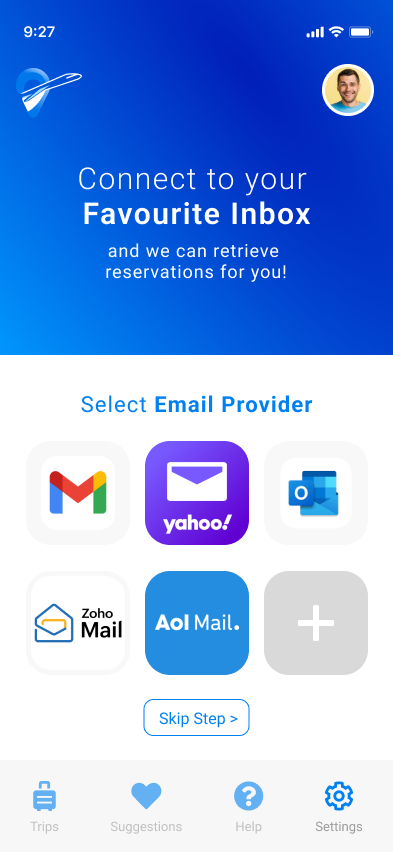 9:27
Connect to your
Favourite Inbox
and we can retrieve
reservations for you!
Select Email Provider
yahoo!
O
Zoho
Mail
Aol Mail.
Skip Step >
Trips
Suggestions
Help
Settings